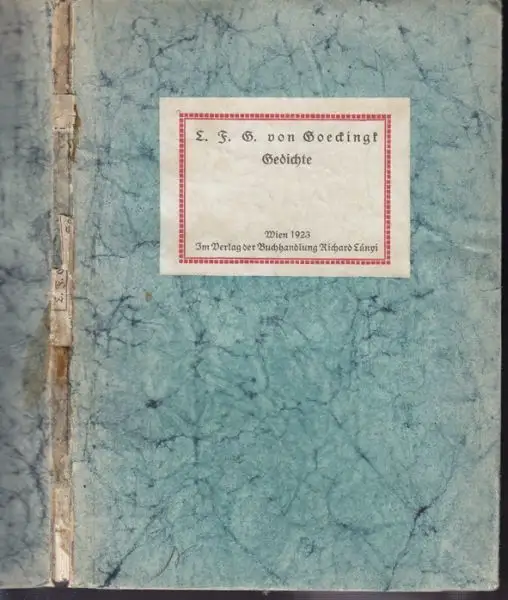 L. F. G. von Goeckingk
Gedichte
Wien 1923
Im Verlag der Buchhandlung Richard Lányi
L. F. G